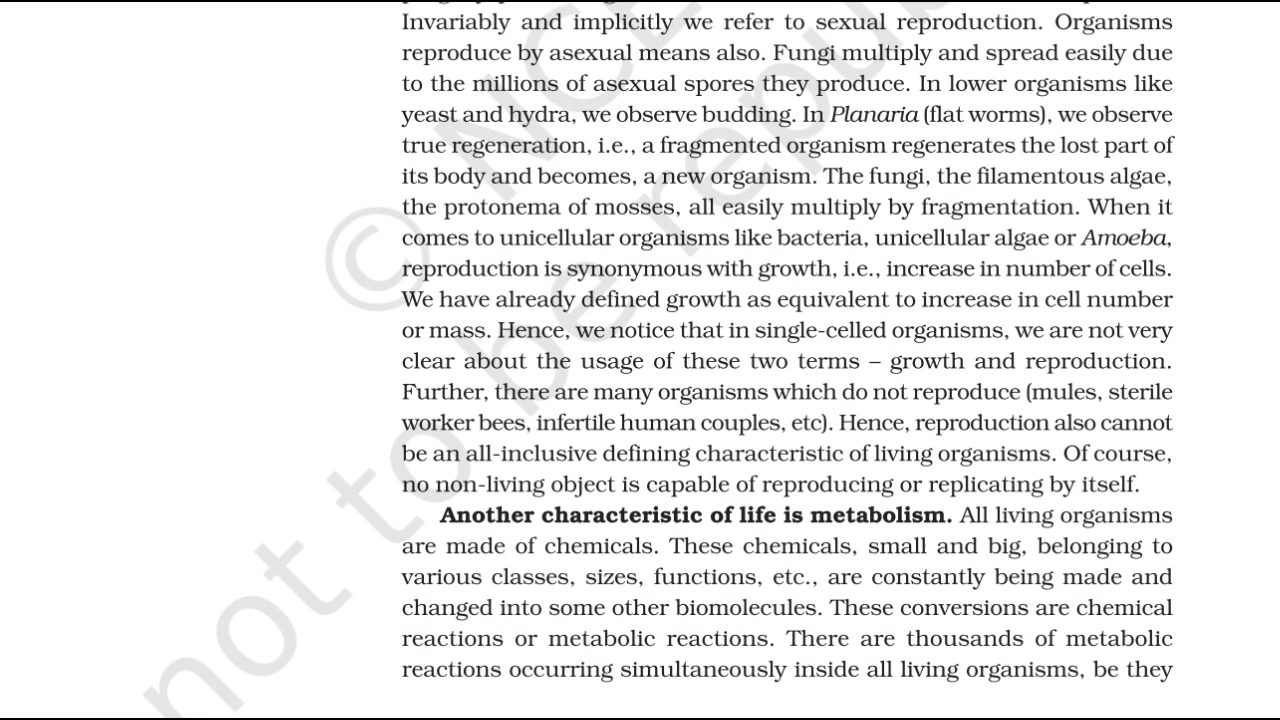 Invariably and implicitly we refer to sexual reproduction. Organisms
reproduce by asexual means also. Fungi multiply and spread easily due
to the millions of asexual spores they produce. In lower organisms like
yeast and hydra, we observe budding. In Planaria (flat worms), we observe
true regeneration, i.e., a fragmented organism regenerates the lost part of
its body and becomes, a new organism. The fungi, the filamentous algae,
the protonema of mosses, all easily multiply by fragmentation. When it
comes to unicellular organisms like bacteria, unicellular algae or Amoeba,
reproduction is synonymous with growth, i.e., increase in number of cells.
We have already defined growth as equivalent to increase in cell number
or mass. Hence, we notice that in single-celled organisms, we are not very
clear about the usage of these two terms – growth and reproduction.
Further, there are many organisms which do not reproduce (mules, sterile
worker bees, infertile human couples, etc). Hence, reproduction also cannot
be an all-inclusive defining characteristic of living organisms. Of course,
no non-living object is capable of reproducing or replicating by itself.
Another characteristic of life is metabolism. All living organisms
are made of chemicals. These chemicals, small and big, belonging to
various classes, sizes, functions, etc., are constantly being made and
changed into some other biomolecules. These conversions are chemical
reactions or metabolic reactions. There are thousands of metabolic
reactions occurring simultaneously inside all living organisms, be they
© NCE
not to be repu